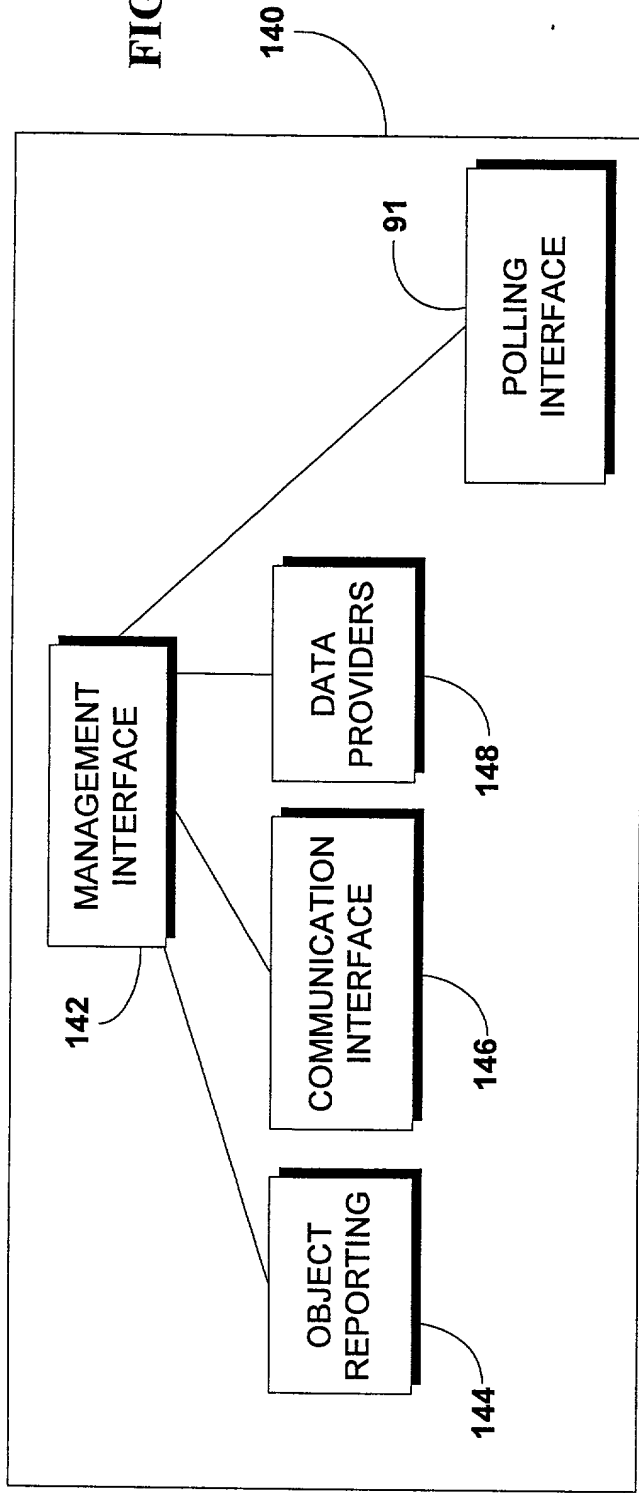 FIG
140
MANAGEMENT
INTERFACE
142
OBJECT
REPORTING
144
COMMUNICATION
INTERFACE
146
DATA
PROVIDERS
148
POLLING
INTERFACE
91